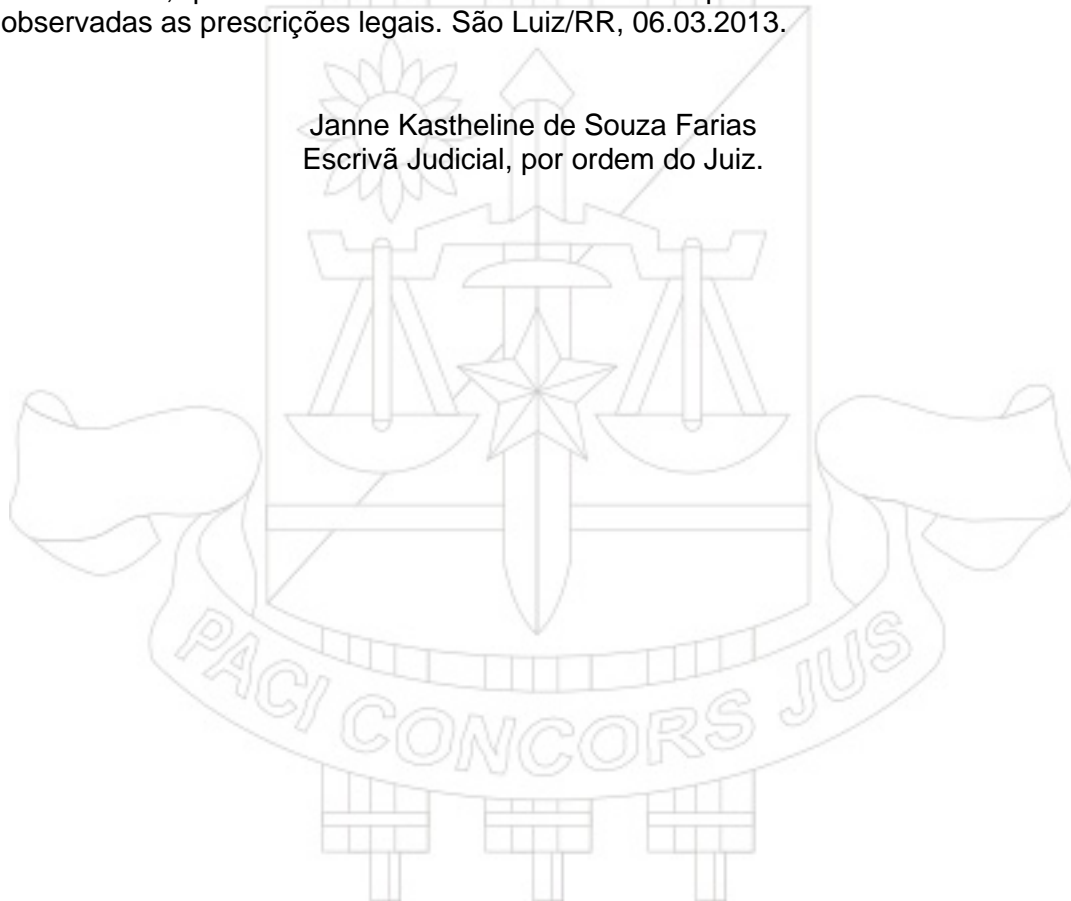 observadas as prescrições legais. São Luiz/RR, 06.03.2013.
Janne Kastheline de Souza Farias
Escrivã Judicial, por ordem do Juiz.
PACI CONCORS JUS